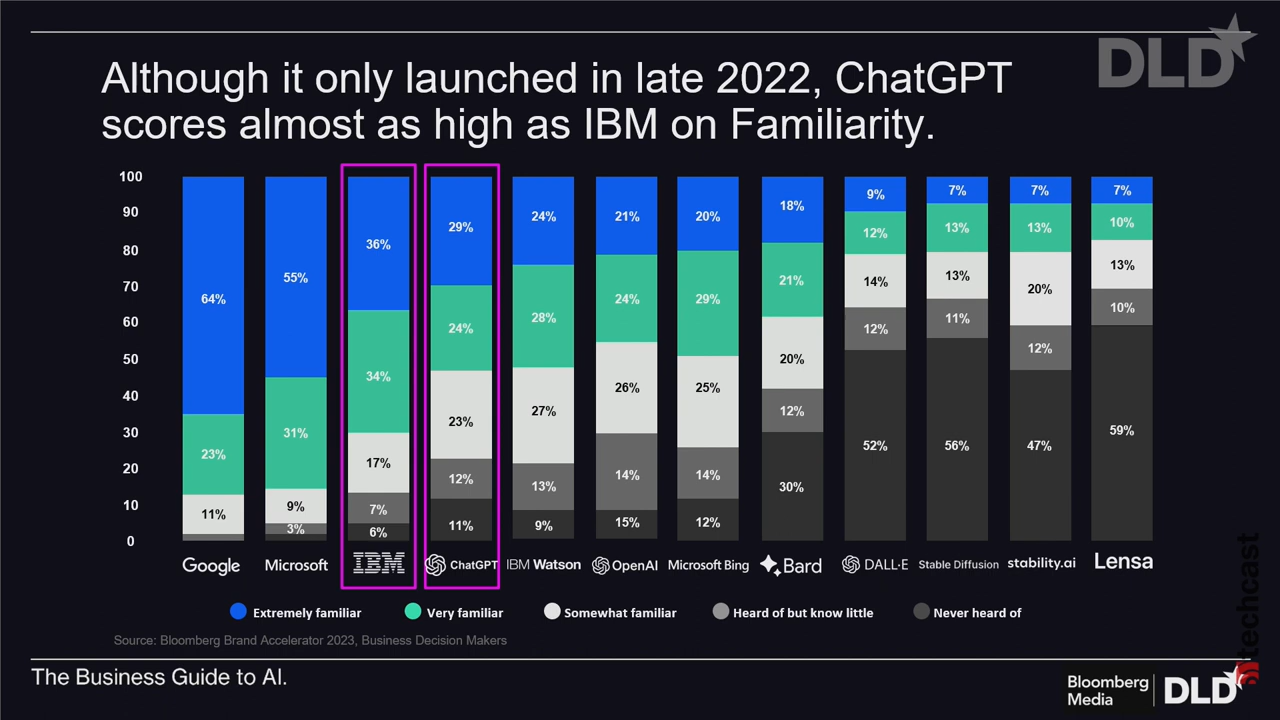 DLD
Although it only launched in late 2022, ChatGPT
scores almost as high as IBM on Familiarity.
100
90
80
70
60
50
40
30
20
10
0
64%
23%
11%
55%
31%
9%
3%
36%
34%
17%
7%
6%
29%
24%
23%
12%
11%
24%
28%
27%
13%
9%
21%
24%
26%
14%
15%
20%
29%
25%
14%
12%
18%
21%
20%
12%
30%
9%
12%
14%
12%
52%
7%
13%
13%
11%
56%
7%
13%
20%
12%
47%
7%
10%
13%
10%
59%
Google
Microsoft
IBM
ChatGPT
IBM Watson
OpenAI
Microsoft Bing
Bard
DALL·E
Stable Diffusion
stability.ai
Lensa
Extremely familiar
Very familiar
Somewhat familiar
Heard of but know little
Never heard of
Source: Bloomberg Brand Accelerator 2023, Business Decision Makers
The Business Guide to AI.
Bloomberg
Media
DLD
techcast